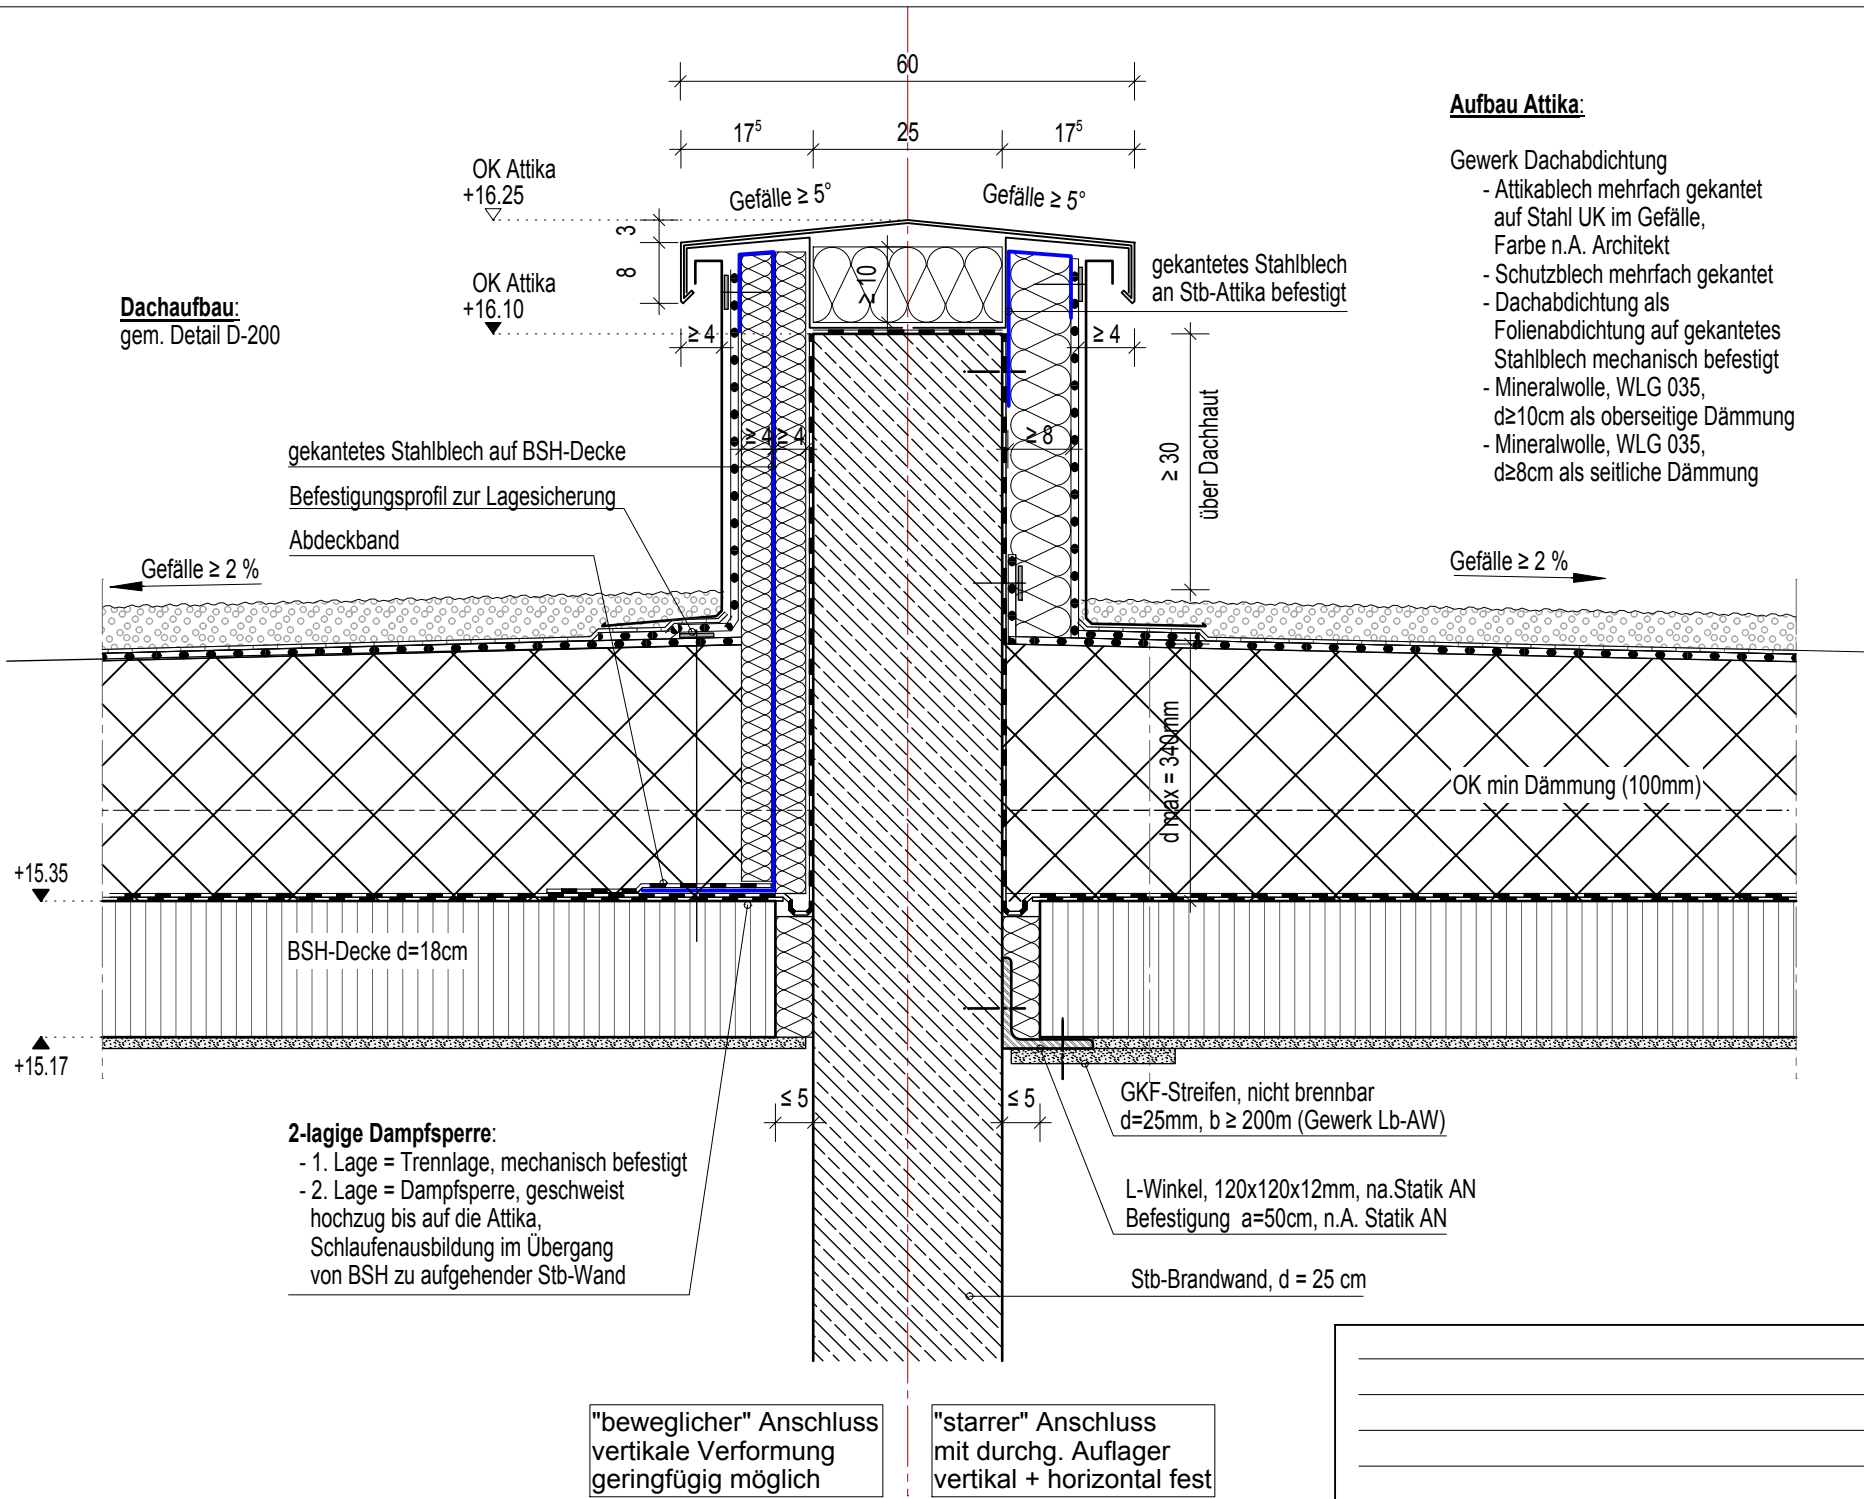 60
17⁵
25
17⁵
OK Attika
+16.25
Gefälle ≥ 5°
Gefälle ≥ 5°
3
8
OK Attika
+16.10
≥ 10
≥ 4
≥ 4
Dachaufbau:
gem. Detail D-200
gekantetes Stahlblech
an Stb-Attika befestigt
Aufbau Attika:
Gewerk Dachabdichtung
- Attikablech mehrfach gekantet
auf Stahl UK im Gefälle,
Farbe n.A. Architekt
- Schutzblech mehrfach gekantet
- Dachabdichtung als
Folienabdichtung auf gekantetes
Stahlblech mechanisch befestigt
- Mineralwolle, WLG 035,
d≥10cm als oberseitige Dämmung
- Mineralwolle, WLG 035,
d≥8cm als seitliche Dämmung
≥ 4
≥ 4
≥ 8
≥ 30
über Dachhaut
gekantetes Stahlblech auf BSH-Decke
Befestigungsprofil zur Lagesicherung
Abdeckband
Gefälle ≥ 2 %
Gefälle ≥ 2 %
d max = 340mm
OK min Dämmung (100mm)
+15.35
BSH-Decke d=18cm
+15.17
≤ 5
≤ 5
GKF-Streifen, nicht brennbar
d=25mm, b ≥ 200m (Gewerk Lb-AW)
2-lagige Dampfsperre:
- 1. Lage = Trennlage, mechanisch befestigt
- 2. Lage = Dampfsperre, geschweist
hochzug bis auf die Attika,
Schlaufenausbildung im Übergang
von BSH zu aufgehender Stb-Wand
L-Winkel, 120x120x12mm, na.Statik AN
Befestigung a=50cm, n.A. Statik AN
Stb-Brandwand, d = 25 cm
"beweglicher" Anschluss
vertikale Verformung
geringfügig möglich
"starrer" Anschluss
mit durchg. Auflager
vertikal + horizontal fest